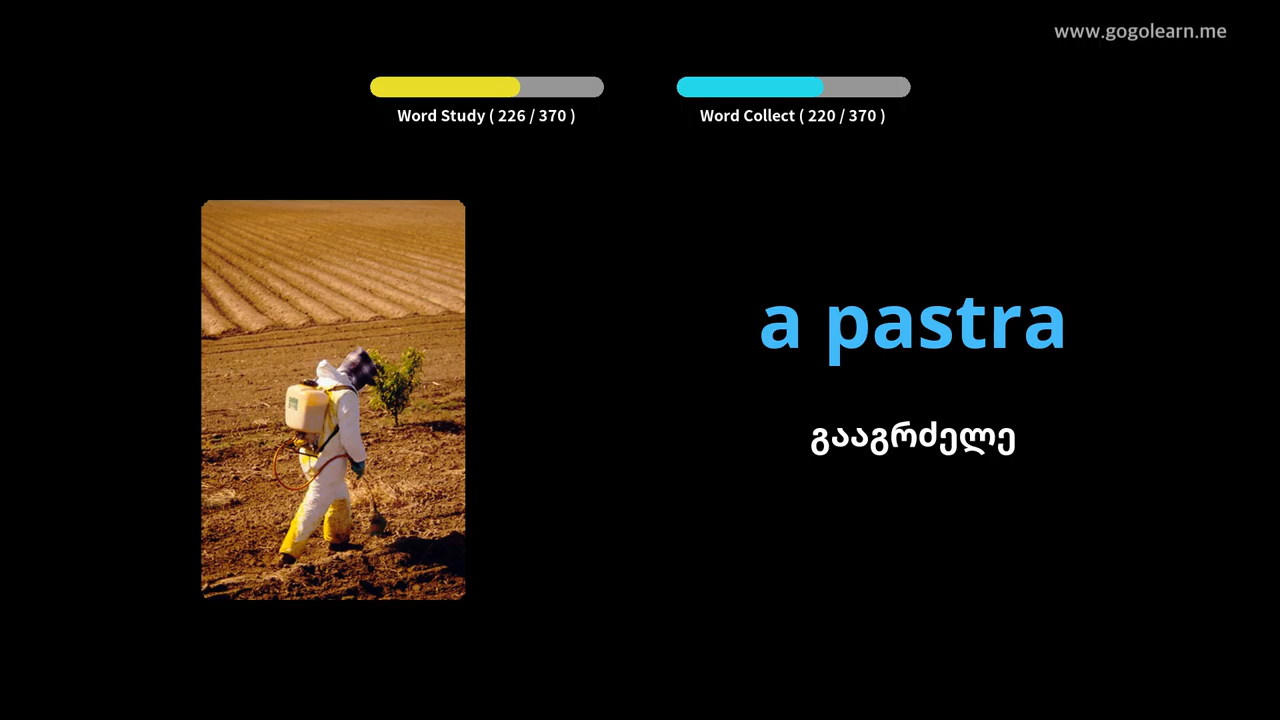 www.gogolearn.me
Word Study ( 226 / 370 )
Word Collect ( 220 / 370 )
a pastra
გააგრძელე